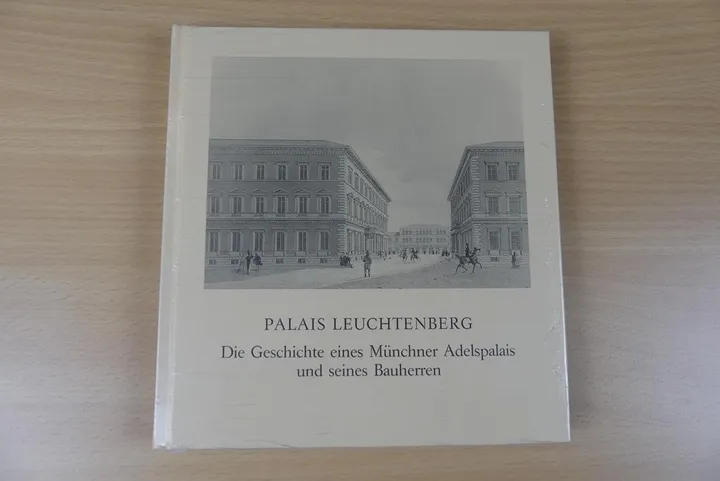 PALAIS LEUCHTENBERG
Die Geschichte eines Münchner Adelspalais
und seines Bauherren